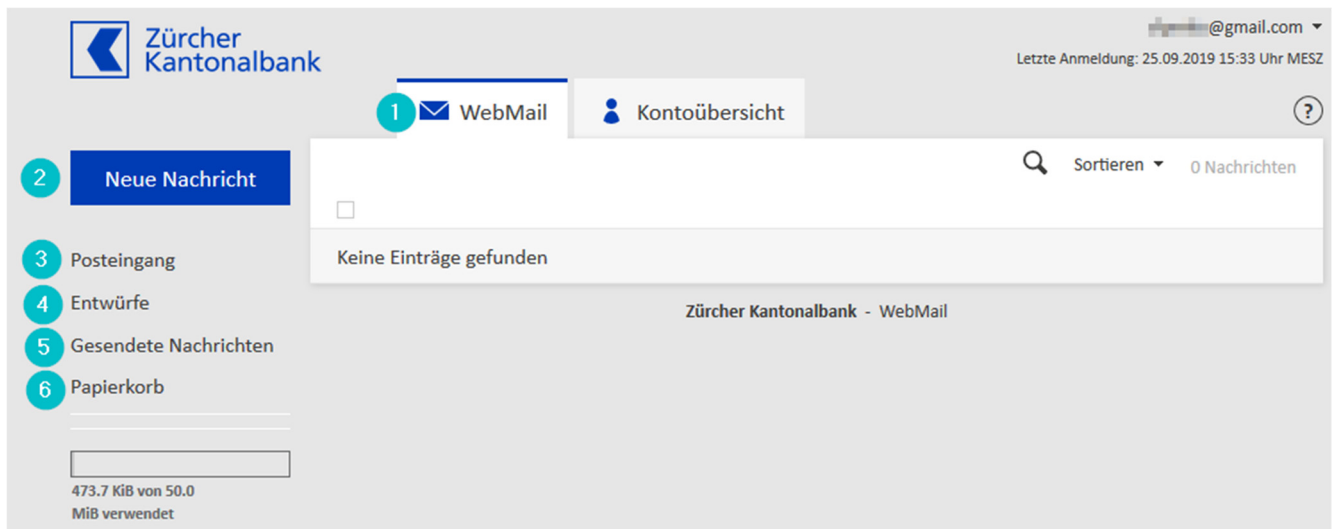 Zürcher
Kantonalbank
@gmail.com
Letzte Anmeldung: 25.09.2019 15:33 Uhr MESZ
1 WebMail
Kontoübersicht
?
2 Neue Nachricht
Sortieren
0 Nachrichten
3 Posteingang
Keine Einträge gefunden
4 Entwürfe
Zürcher Kantonalbank - WebMail
5 Gesendete Nachrichten
6 Papierkorb
473.7 KiB von 50.0
MiB verwendet